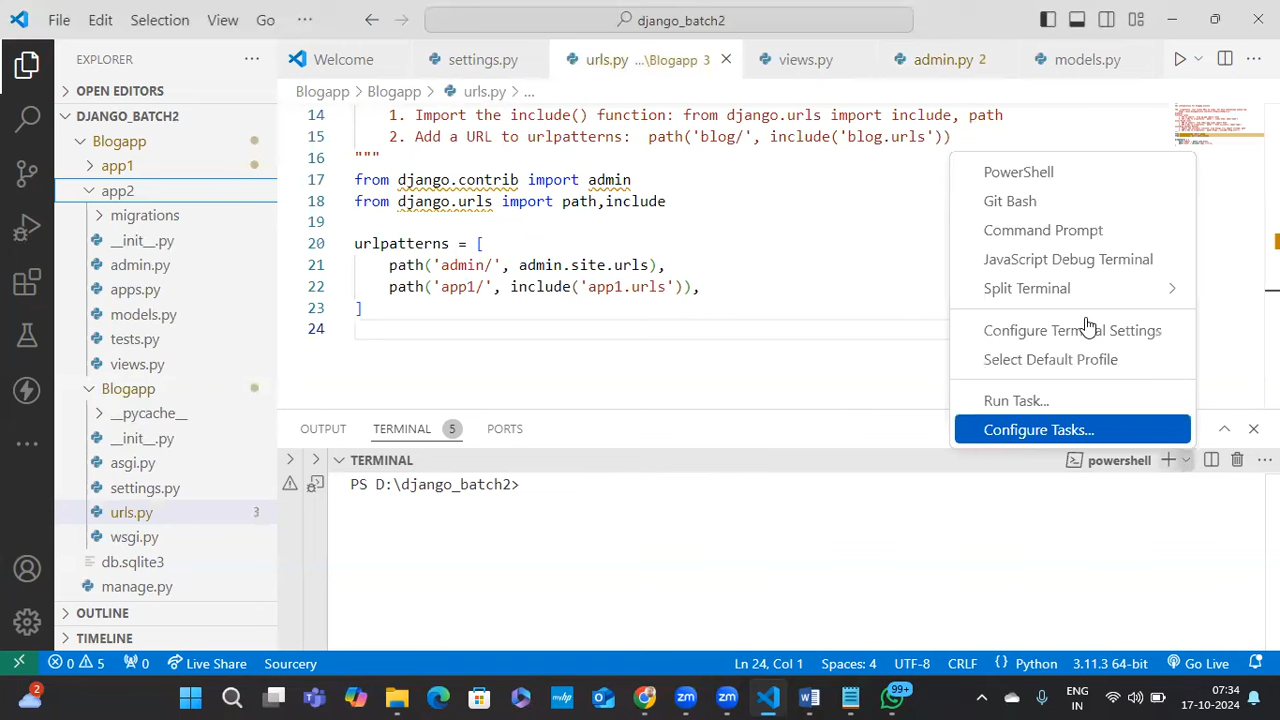 File Edit Selection View Go django_batch2
EXPLORER
Welcome settings.py urls.py ...\Blogapp 3 views.py admin.py 2 models.py
OPEN EDITORS
Blogapp > Blogapp > urls.py > ...
DJANGO_BATCH2
Blogapp
app1
app2
migrations
__init__.py
admin.py
apps.py
models.py
tests.py
views.py
Blogapp
__pycache__
__init__.py
asgi.py
settings.py
urls.py 3
wsgi.py
db.sqlite3
manage.py
OUTLINE
TIMELINE
14 1. Import the include() function: from django.urls import include, path
15 2. Add a URL to urlpatterns: path('blog/', include('blog.urls'))
16 """
17 from django.contrib import admin
18 from django.urls import path,include
19
20 urlpatterns = [
21 path('admin/', admin.site.urls),
22 path('app1/', include('app1.urls')),
23 ]
24
PowerShell
Git Bash
Command Prompt
JavaScript Debug Terminal
Split Terminal
Configure Terminal Settings
Select Default Profile
Run Task...
Configure Tasks...
OUTPUT TERMINAL 5 PORTS
TERMINAL powershell
PS D:\django_batch2>
0 5 0 Live Share Sourcery Ln 24, Col 1 Spaces: 4 UTF-8 CRLF Python 3.11.3 64-bit Go Live
2 myhp zm zm 99+ ENG IN 07:34 17-10-2024